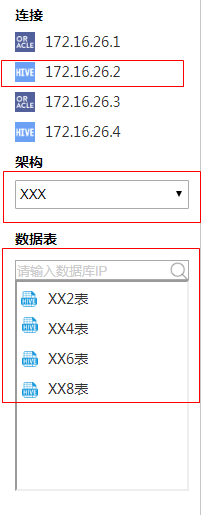 连接
OR
ACLE
172.16.26.1
HIVE 172.16.26.2
OR
ACLE
172.16.26.3
HIVE 172.16.26.4
架构
XXX
数据表
请输入数据库IP
HIVE XX2表
HIVE XX4表
HIVE XX6表
HIVE XX8表